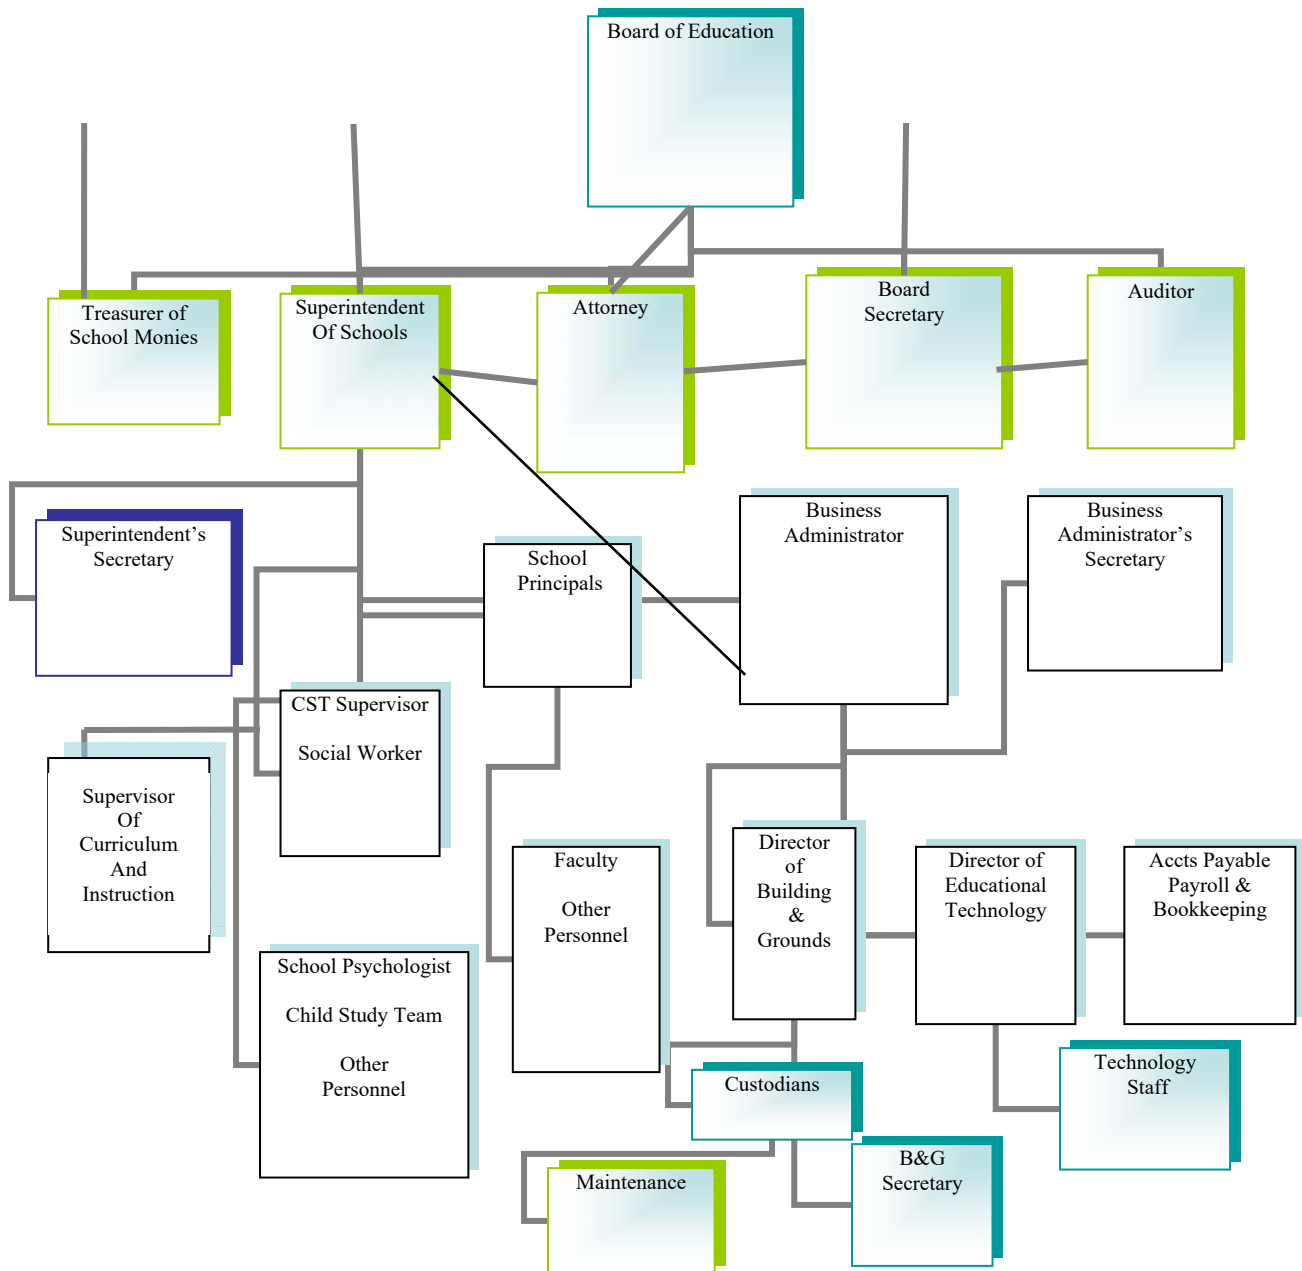 Board of Education
Treasurer of
School Monies
Superintendent
Of Schools
Attorney
Board
Secretary
Auditor
Superintendent’s
Secretary
School
Principals
Business
Administrator
Business
Administrator’s
Secretary
CST Supervisor
Social Worker
Supervisor
Of
Curriculum
And
Instruction
Faculty
Other
Personnel
Director
of
Building
&
Grounds
Director of
Educational
Technology
Accts Payable
Payroll &
Bookkeeping
School Psychologist
Child Study Team
Other
Personnel
Custodians
Technology
Staff
Maintenance
B&G
Secretary